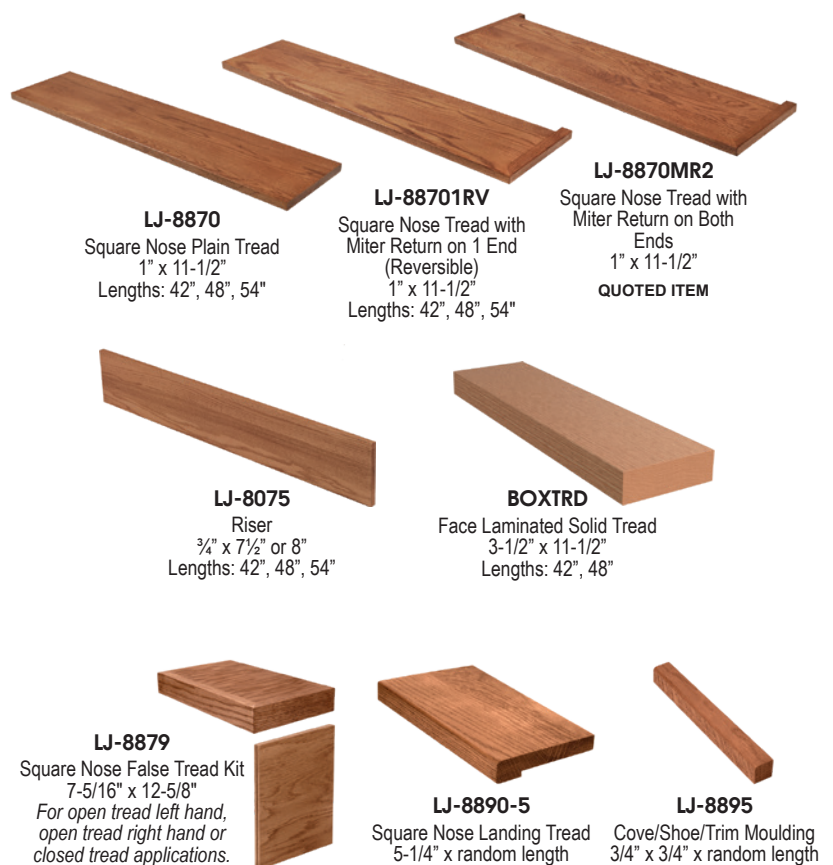 LJ-8870
Square Nose Plain Tread
1” x 11-1/2”
Lengths: 42”, 48”, 54"
LJ-88701RV
Square Nose Tread with
Miter Return on 1 End
(Reversible)
1” x 11-1/2”
Lengths: 42”, 48”, 54"
LJ-8870MR2
Square Nose Tread with
Miter Return on Both
Ends
1” x 11-1/2”
QUOTED ITEM
LJ-8075
Riser
¾” x 7½” or 8”
Lengths: 42”, 48”, 54”
BOXTRD
Face Laminated Solid Tread
3-1/2” x 11-1/2”
Lengths: 42”, 48”
LJ-8879
Square Nose False Tread Kit
7-5/16" x 12-5/8"
For open tread left hand,
open tread right hand or
closed tread applications.
LJ-8890-5
Square Nose Landing Tread
5-1/4” x random length
LJ-8895
Cove/Shoe/Trim Moulding
3/4” x 3/4” x random length